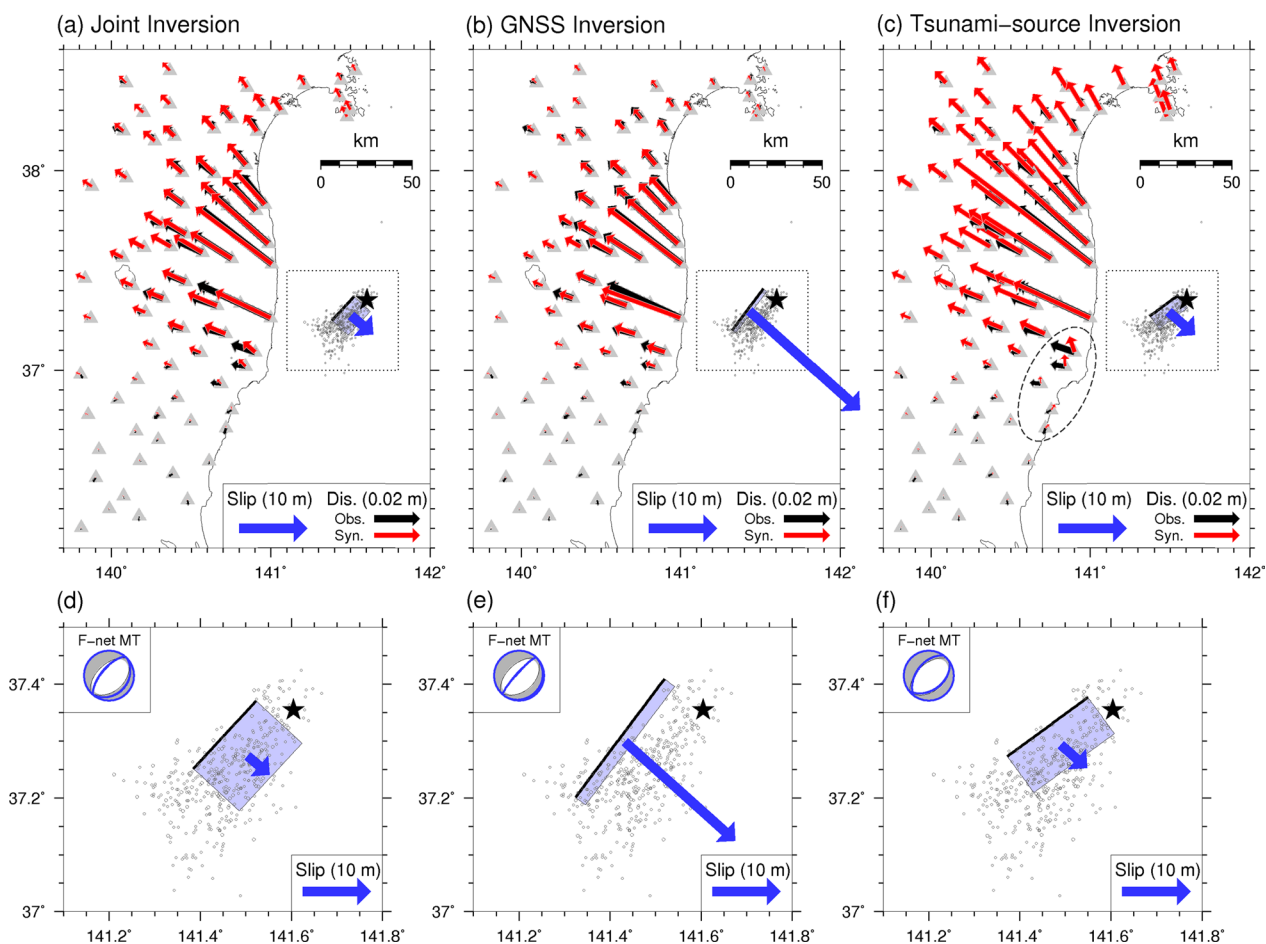 (a) Joint Inversion
(b) GNSS Inversion
(c) Tsunami−source Inversion
km
0 50
km
0 50
km
0 50
38˚
37˚
Slip (10 m) Dis. (0.02 m)
Obs.
Syn.
Slip (10 m) Dis. (0.02 m)
Obs.
Syn.
Slip (10 m) Dis. (0.02 m)
Obs.
Syn.
140˚ 141˚ 142˚
140˚ 141˚ 142˚
140˚ 141˚ 142˚
(d)
(e)
(f)
F−net MT
F−net MT
F−net MT
37.4˚
37.2˚
37˚
37.4˚
37.2˚
37˚
37.4˚
37.2˚
37˚
Slip (10 m)
Slip (10 m)
Slip (10 m)
141.2˚ 141.4˚ 141.6˚ 141.8˚
141.2˚ 141.4˚ 141.6˚ 141.8˚
141.2˚ 141.4˚ 141.6˚ 141.8˚